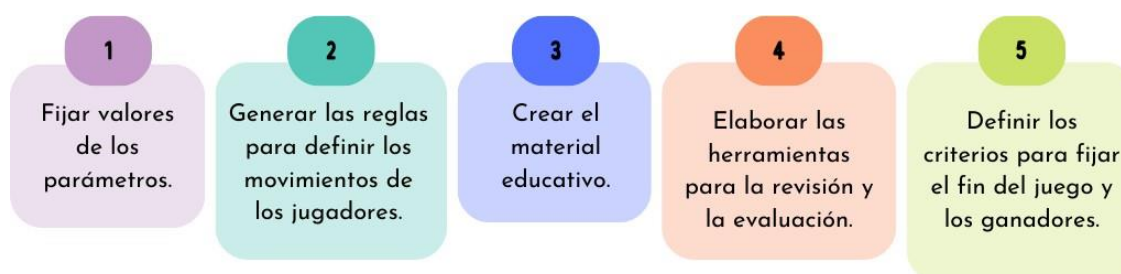 1
Fijar valores
de los
parámetros.
2
Generar las reglas
para definir los
movimientos de
los jugadores.
3
Crear el
material
educativo.
4
Elaborar las
herramientas
para la revisión y
la evaluación.
5
Definir los
criterios para fijar
el fin del juego y
los ganadores.